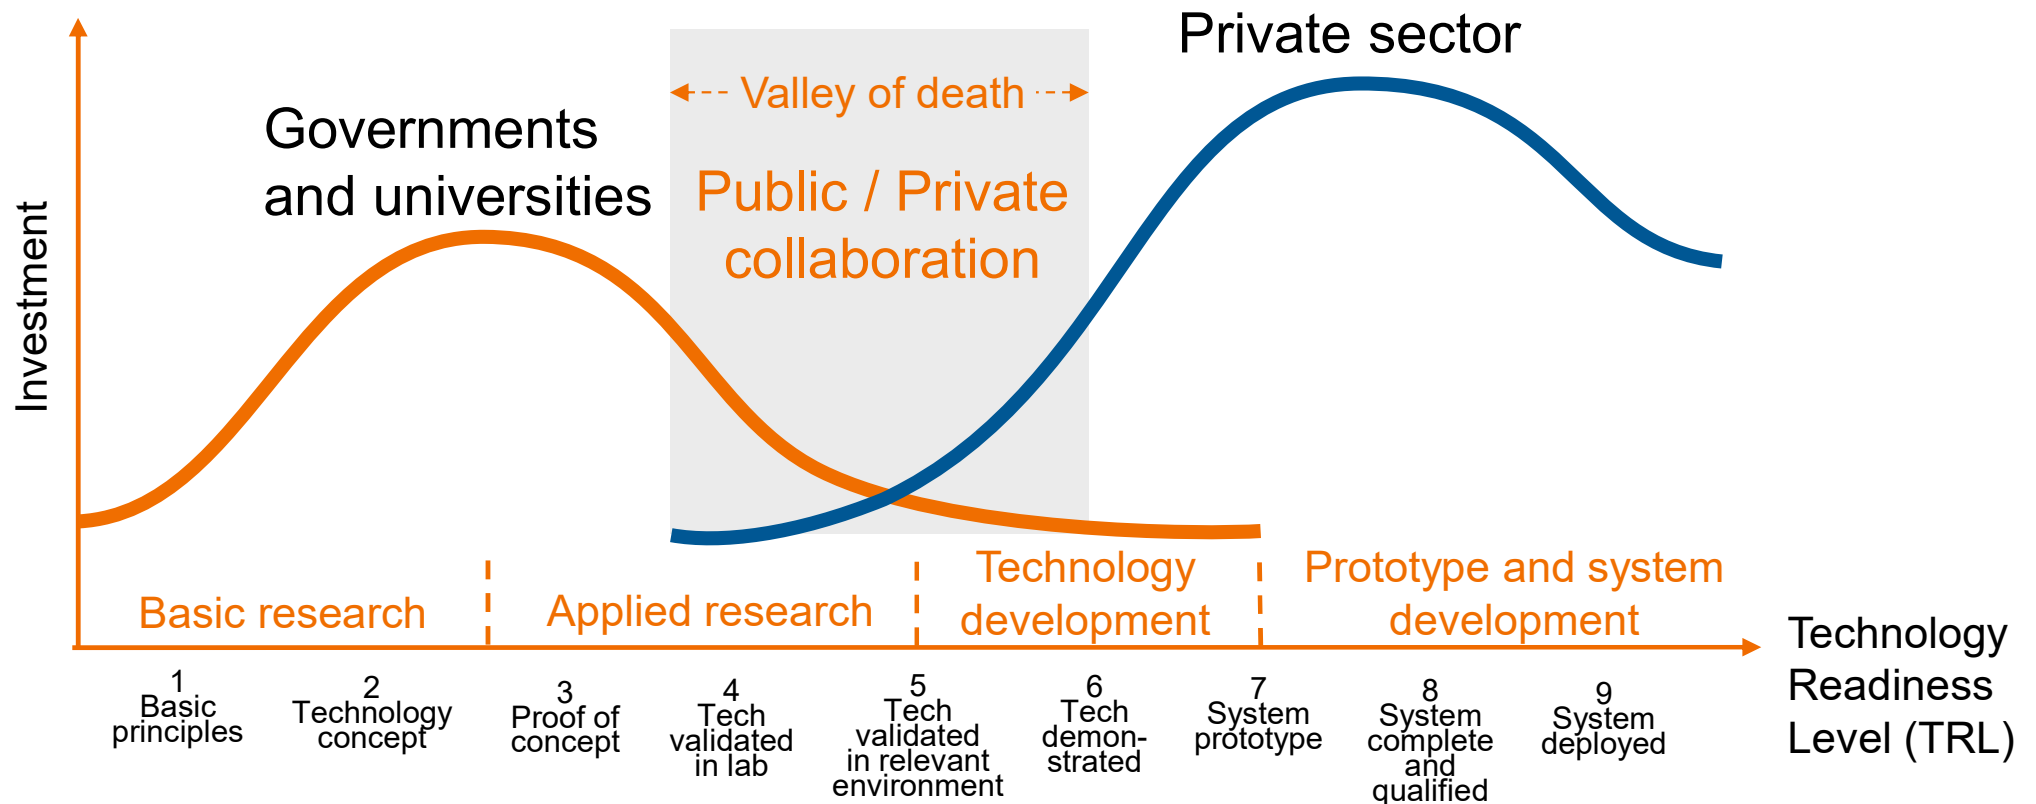 Private sector
Valley of death
Governments
and universities
Public / Private
collaboration
Investment
Basic research
Applied research
Technology
development
Prototype and system
development
Technology
Readiness
Level (TRL)
1
Basic
principles
2
Technology
concept
3
Proof of
concept
4
Tech
validated
in lab
5
Tech
validated
in relevant
environment
6
Tech
demon-
strated
7
System
prototype
8
System
complete
and
qualified
9
System
deployed